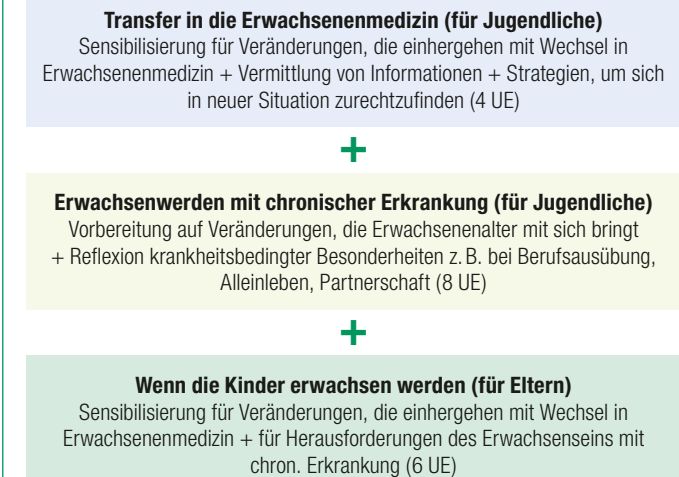 Transfer in die Erwachsenenmedizin (für Jugendliche)
Sensibilisierung für Veränderungen, die einhergehen mit Wechsel in
Erwachsenenmedizin + Vermittlung von Informationen + Strategien, um sich
in neuer Situation zurechtzufinden (4 UE)
+
Erwachsenwerden mit chronischer Erkrankung (für Jugendliche)
Vorbereitung auf Veränderungen, die Erwachsenenalter mit sich bringt
+ Reflexion krankheitsbedingter Besonderheiten z. B. bei Berufsausübung,
Alleinleben, Partnerschaft (8 UE)
+
Wenn die Kinder erwachsen werden (für Eltern)
Sensibilisierung für Veränderungen, die einhergehen mit Wechsel in
Erwachsenenmedizin + für Herausforderungen des Erwachsenseins mit
chron. Erkrankung (6 UE)